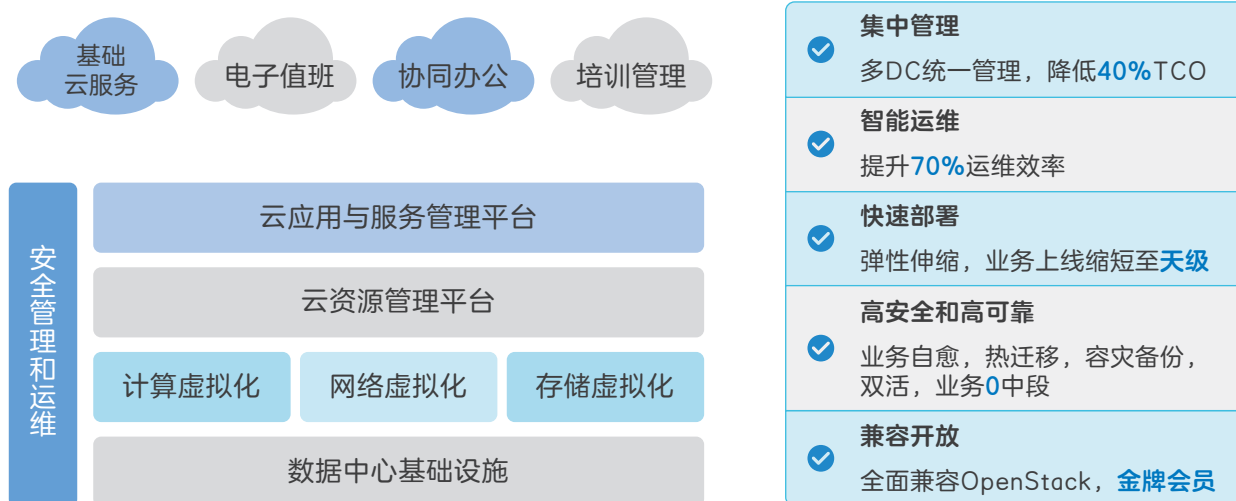 基础
云服务
电子值班
协同办公
培训管理
安全管理和运维
云应用与服务管理平台
云资源管理平台
计算虚拟化
网络虚拟化
存储虚拟化
数据中心基础设施
集中管理
多DC统一管理，降低40%TCO
智能运维
提升70%运维效率
快速部署
弹性伸缩，业务上线缩短至天级
高安全和高可靠
业务自愈，热迁移，容灾备份，
双活，业务0中段
兼容开放
全面兼容OpenStack，金牌会员